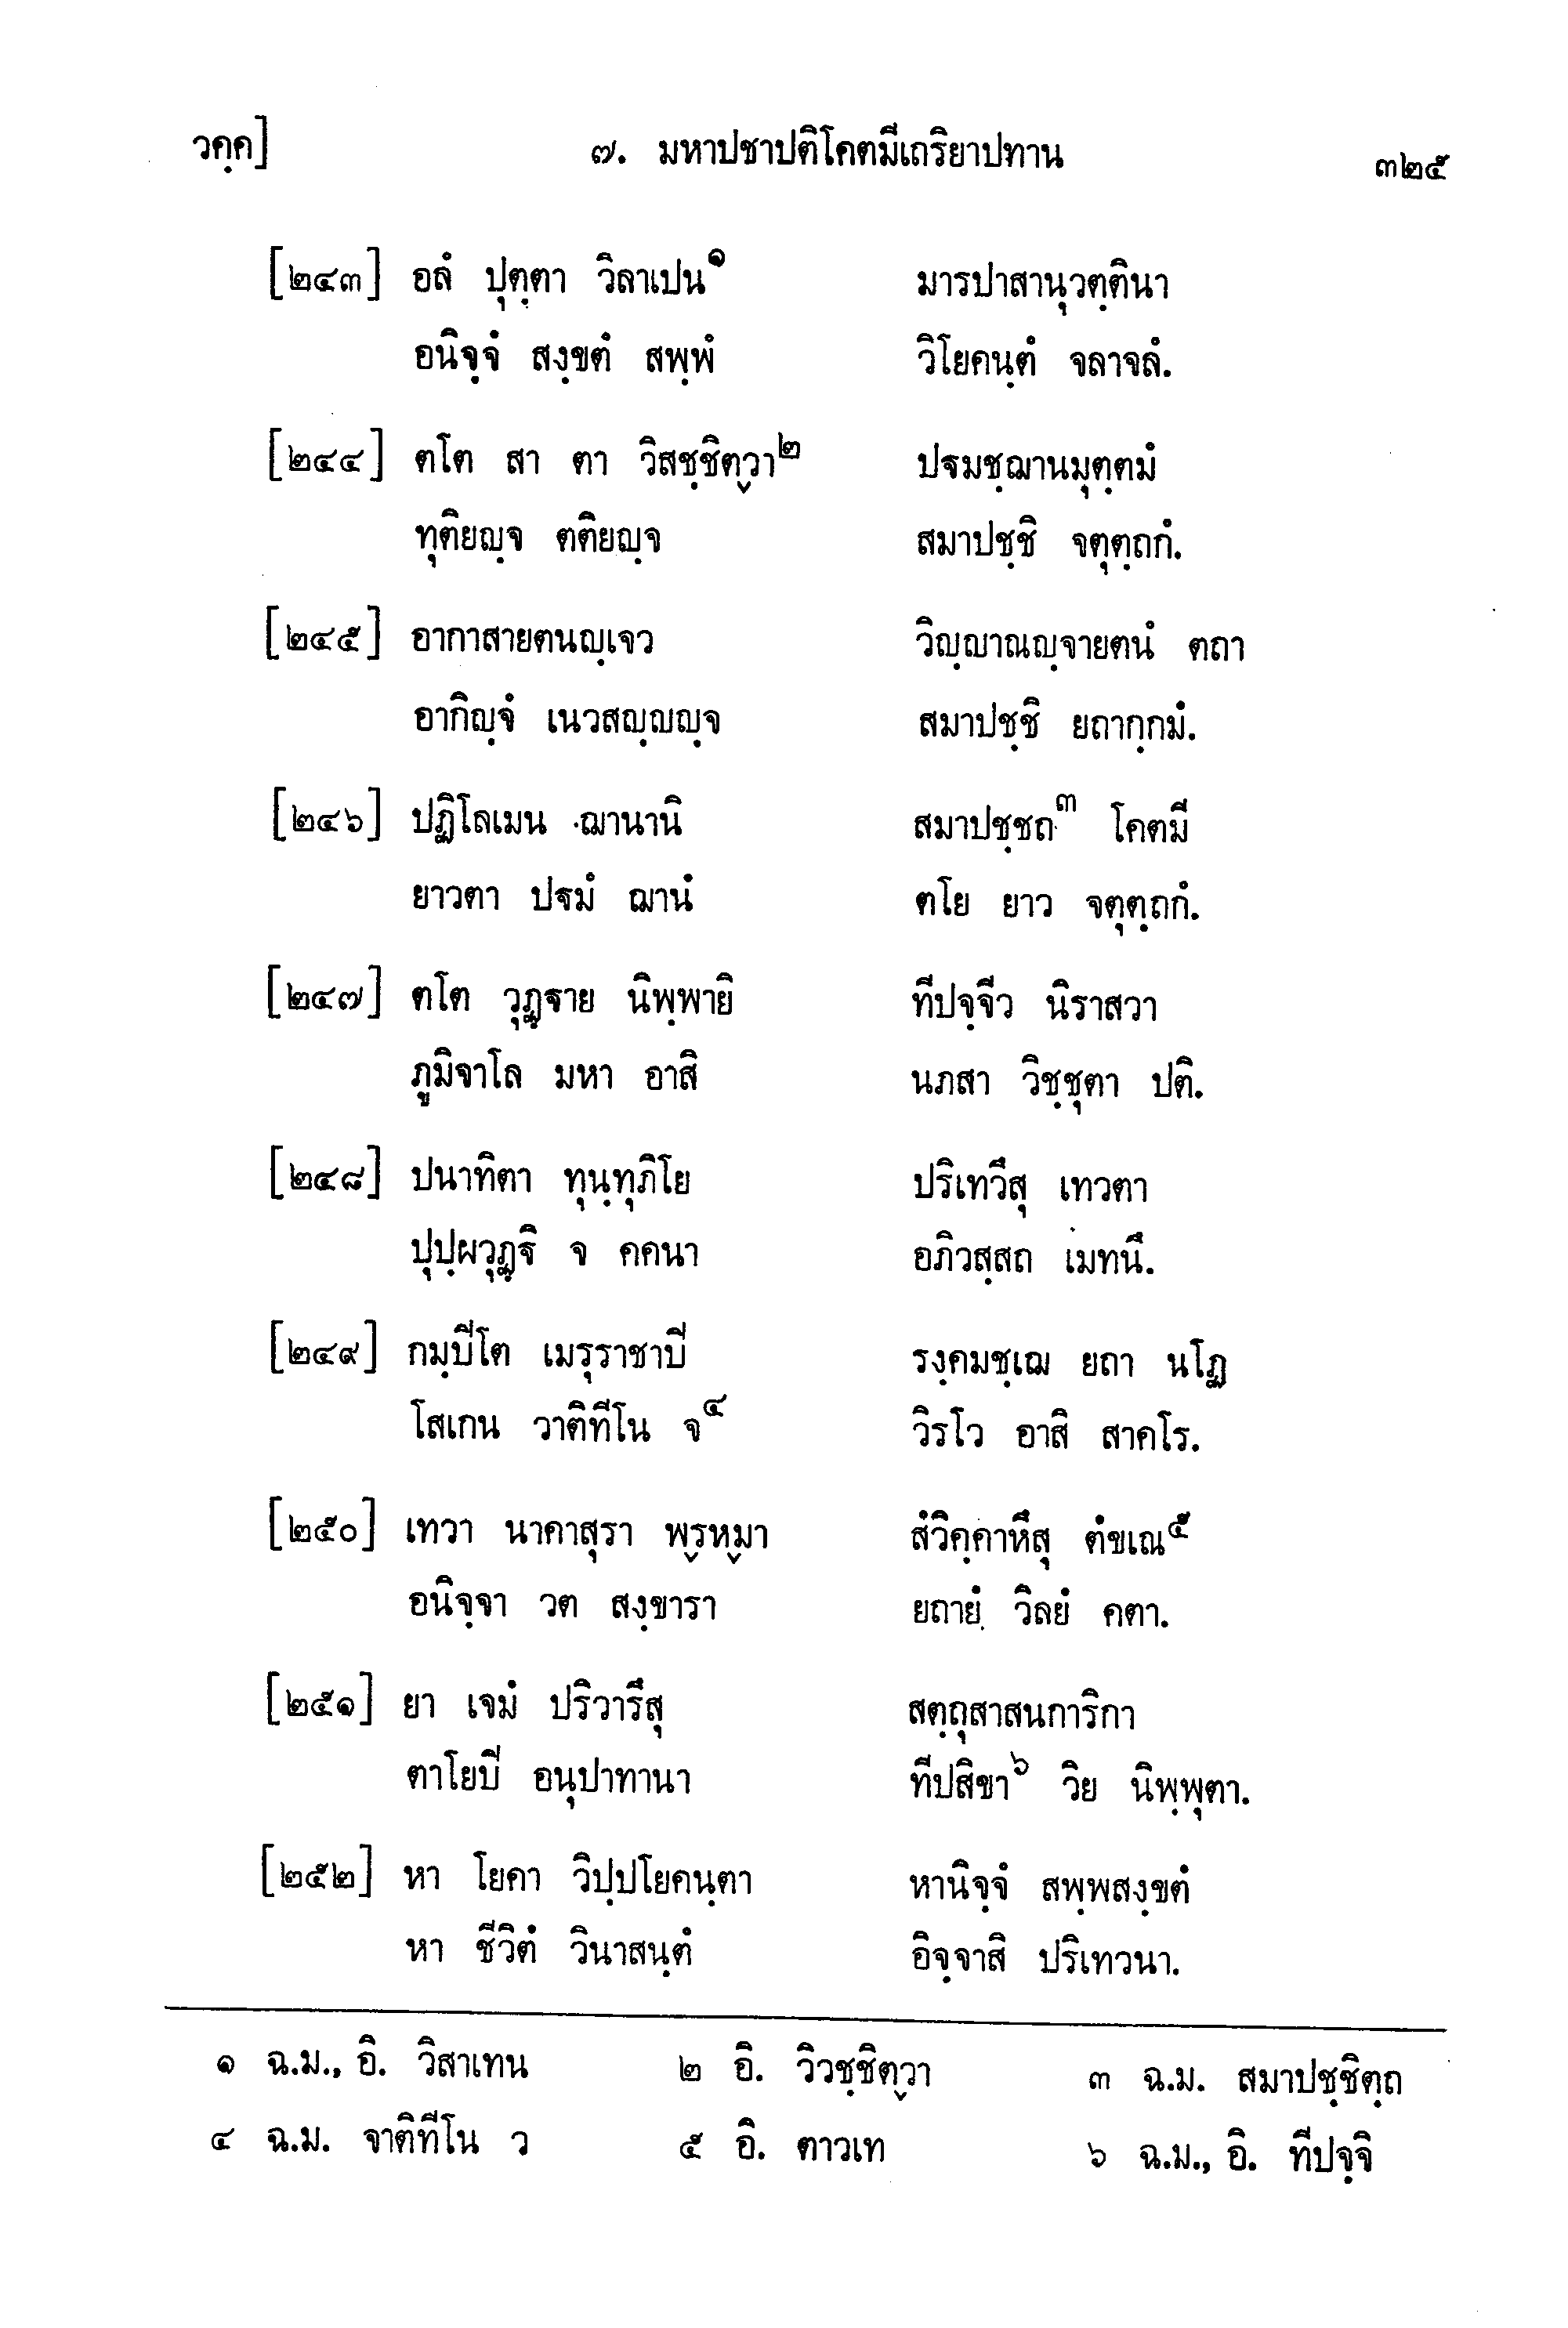 วคฺค] ๗. มหาปชาปติโคตมีเถริยาปทาน ๓๒๕
[๒๔๓] อลํ ปุตฺตา วิลาเปน๑ มารปาสานุวตฺตินา
อนิจฺจํ สงฺขตํ สพฺพํ วิโยคนฺตํ จลาจลํ.
[๒๔๔] ตโต สา ตา วิสชฺชิตฺวา๒ ปฐมชฺฌานมุตฺตมํ
ทุติยญฺจ ตติยญฺจ สมาปชฺชิ จตุตฺถกํ.
[๒๔๕] อากาสายตนญฺเจว วิญฺญาณญฺจายตนํ ตถา
อากิญฺจํ เนวสญฺญญฺจ สมาปชฺชิ ยถากฺกมํ.
[๒๔๖] ปฏิโลเมน ฌานานิ สมาปชฺชถ๓ โคตมี
ยาวตา ปฐมํ ฌานํ ตโย ยาว จตุตฺถกํ.
[๒๔๗] ตโต วุฏฺฐาย นิพฺพายิ ทีปจฺจีว นิราสวา
ภูมิจาโล มหา อาสิ นภสา วิชฺชุตา ปติ.
[๒๔๘] ปนาทิตา ทุนฺทุภิโย ปริเทวึสุ เทวตา
ปุปฺผวุฏฺฐิ จ คคนา อภิวสฺสถ เมทนึ.
[๒๔๙] กมฺปิโต เมรุราชาปิ รงฺคมชฺเฌ ยถา นโฏ
โสเกน วาติทีโน จ๔ วิรโว อาสิ สาคโร.
[๒๕๐] เทวา นาคาสุรา พฺรหฺมา สํวิคฺคาหึสุ ตํขเณ๕
อนิจฺจา วต สงฺขารา ยถายํ วิลยํ คตา.
[๒๕๑] ยา เจมํ ปริวารึสุ สตฺถุสาสนการิกา
ตาโยปิ อนุปาทานา ทีปสิขา๖ วิย นิพฺพุตา.
[๒๕๒] หา โยคา วิปฺปโยคนฺตา หานิจฺจํ สพฺพสงฺขตํ
หา ชีวิตํ วินาสนฺตํ อิจฺจาสิ ปริเทวนา.
๑ ฉ.ม., อิ. วิสาเทน ๒ อิ. วิวชฺชิตฺวา ๓ ฉ.ม. สมาปชฺชิตฺถ
๔ ฉ.ม. จาติทีโน ว ๕ อิ. ตาวเท ๖ ฉ.ม., อิ. ทีปจฺจิ